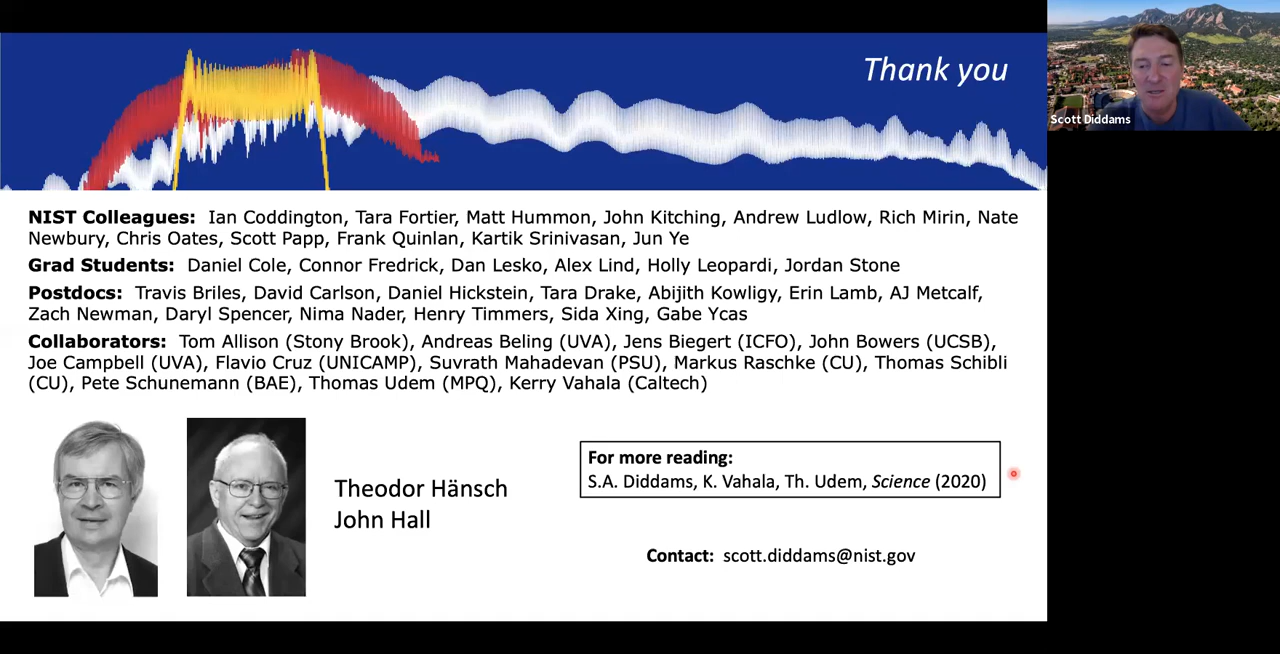 Thank you
Scott Diddams
NIST Colleagues: Ian Coddington, Tara Fortier, Matt Hummon, John Kitching, Andrew Ludlow, Rich Mirin, Nate
Newbury, Chris Oates, Scott Papp, Frank Quinlan, Kartik Srinivasan, Jun Ye
Grad Students: Daniel Cole, Connor Fredrick, Dan Lesko, Alex Lind, Holly Leopardi, Jordan Stone
Postdocs: Travis Briles, David Carlson, Daniel Hickstein, Tara Drake, Abijith Kowligy, Erin Lamb, AJ Metcalf,
Zach Newman, Daryl Spencer, Nima Nader, Henry Timmers, Sida Xing, Gabe Ycas
Collaborators: Tom Allison (Stony Brook), Andreas Beling (UVA), Jens Biegert (ICFO), John Bowers (UCSB),
Joe Campbell (UVA), Flavio Cruz (UNICAMP), Suvrath Mahadevan (PSU), Markus Raschke (CU), Thomas Schibli
(CU), Pete Schunemann (BAE), Thomas Udem (MPQ), Kerry Vahala (Caltech)
Theodor Hänsch
John Hall
For more reading:
S.A. Diddams, K. Vahala, Th. Udem, Science (2020)
Contact: scott.diddams@nist.gov